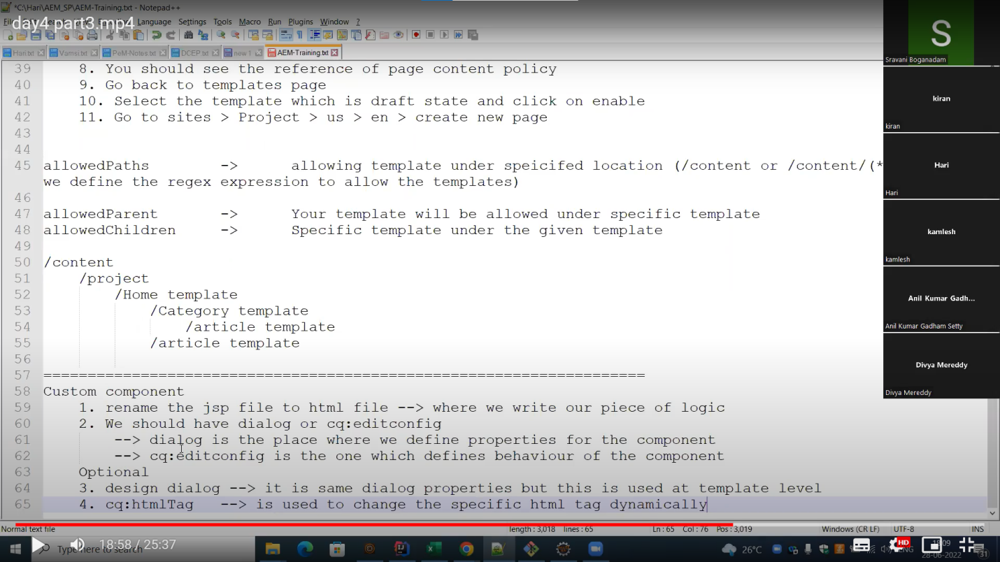 *C:\Hari\AEM_SP\AEM-Training.txt - Notepad++
day4 part3.mp4
Language Settings Tools Macro Run Plugins Window ?
Hari.txt Vamsi.txt PeM-Notes.txt DCEP.txt new 1 AEM-Training.txt
39 8. You should see the reference of page content policy
40 9. Go back to templates page
41 10. Select the template which is draft state and click on enable
42 11. Go to sites > Project > us > en > create new page
43
44
45 allowedPaths -> allowing template under speicifed location (/content or /content/(*
we define the regex expression to allow the templates)
46
47 allowedParent -> Your template will be allowed under specific template
48 allowedChildren -> Specific template under the given template
49
50 /content
51 /project
52 /Home template
53 /Category template
54 /article template
55 /article template
56
57 ====================================================================
58 Custom component
59 1. rename the jsp file to html file --> where we write our piece of logic
60 2. We should have dialog or cq:editconfig
61 --> dialog is the place where we define properties for the component
62 --> cq:editconfig is the one which defines behaviour of the component
63 Optional
64 3. design dialog --> it is same dialog properties but this is used at template level
65 4. cq:htmlTag --> is used to change the specific html tag dynamically
S
Sravani Boganadam
kiran
kiran
Hari
Hari
kamlesh
kamlesh
Anil Kumar Gadh...
Anil Kumar Gadham Setty
Divya Mereddy
Divya Mereddy
Normal text file length : 3,018 lines : 65 Ln : 65 Col : 76 Pos : 3,019 Windows (CR LF) UTF-8 INS
18:58 / 25:37
Type here to search
26°C
HD
18:09
28-06-2022
31